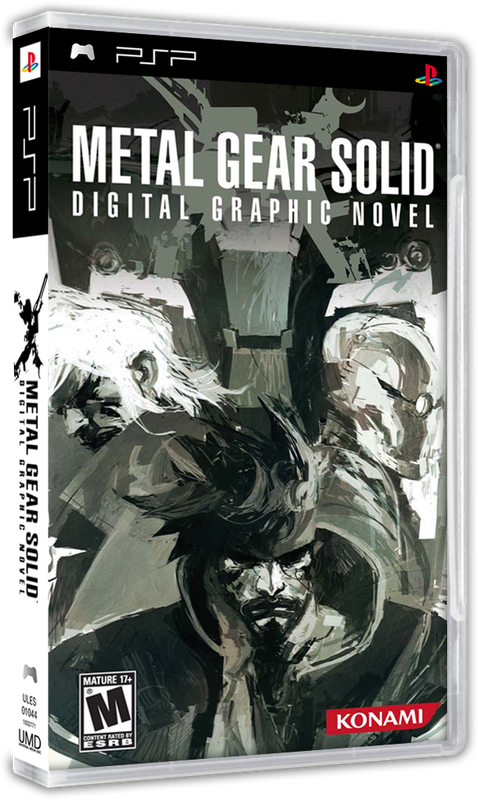 PSP
METAL GEAR SOLID®
DIGITAL GRAPHIC NOVEL
MATURE 17+
M
CONTENT RATED BY
ESRB
KONAMI
PSP
METAL GEAR SOLID
DIGITAL GRAPHIC NOVEL
ULES
01044
UMD